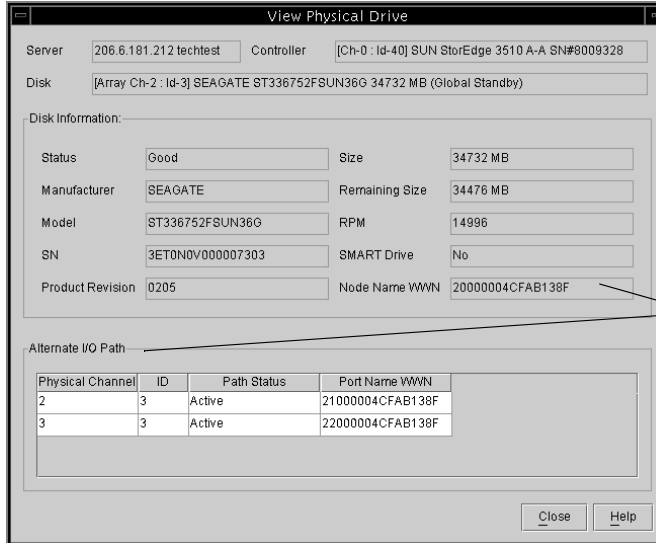 View Physical Drive
Server 206.6.181.212 techtest Controller [Ch-0 : Id-40] SUN StorEdge 3510 A-A SN#8009328
Disk [Array Ch-2 : Id-3] SEAGATE ST336752FSUN36G 34732 MB (Global Standby)
Disk Information:
Status Good Size 34732 MB
Manufacturer SEAGATE Remaining Size 34476 MB
Model ST336752FSUN36G RPM 14996
SN 3ET0N0V000007303 SMART Drive No
Product Revision 0205 Node Name WWN 20000004CFAB138F
Alternate I/O Path
Physical Channel ID Path Status Port Name WWN
2 3 Active 21000004CFAB138F
3 3 Active 22000004CFAB138F
Close Help